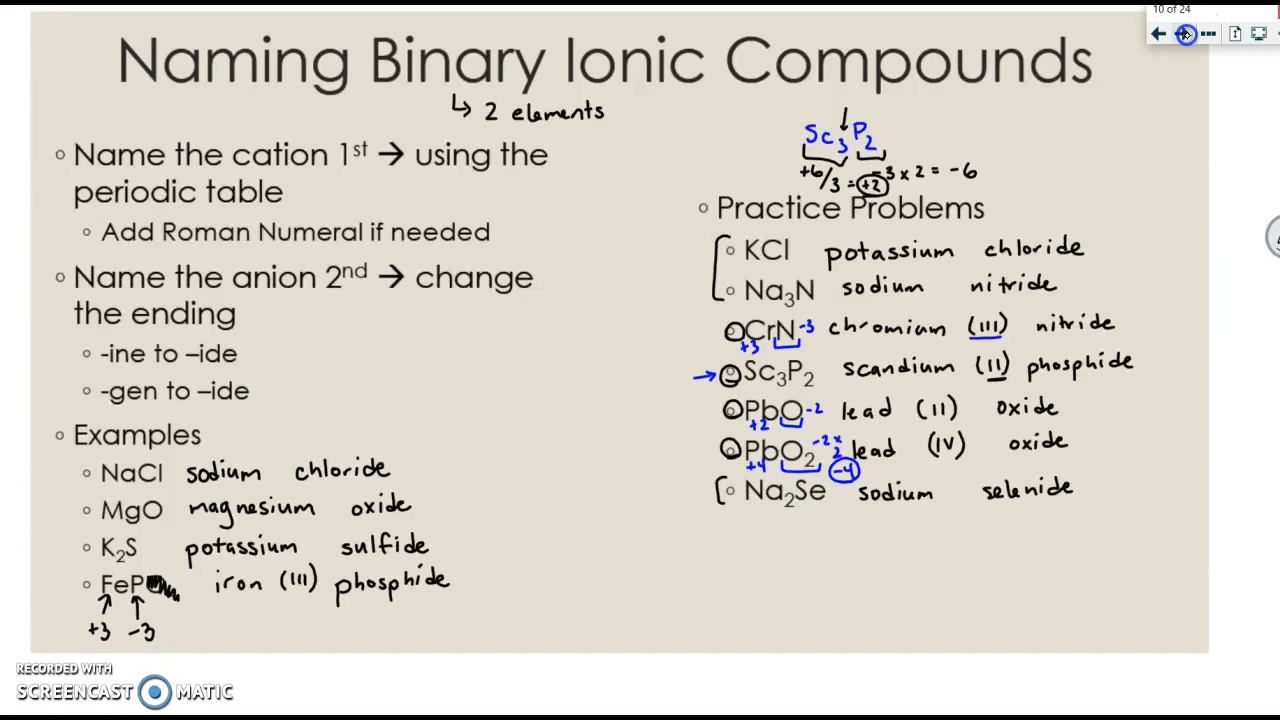 10 of 24
Naming Binary Ionic Compounds
↳ 2 elements
◦ Name the cation 1st → using the
periodic table
◦ Add Roman Numeral if needed
◦ Name the anion 2nd → change
the ending
◦ -ine to –ide
◦ -gen to –ide
◦ Examples
◦ NaCl sodium chloride
◦ MgO magnesium oxide
◦ K2S potassium sulfide
◦ FeP iron (III) phosphide
+3 -3
Sc3P2
+6/3 = +2 -3 x 2 = -6
◦ Practice Problems
◦ KCl potassium chloride
◦ Na3N sodium nitride
◦ CrN -3 chromium (III) nitride
+3
→ ◦ Sc3P2 scandium (II) phosphide
◦ PbO -2 lead (II) oxide
+2
◦ PbO2 -2 x 2 lead (IV) oxide
+4 -4
◦ Na2Se sodium selenide
RECORDED WITH
SCREENCAST MATIC